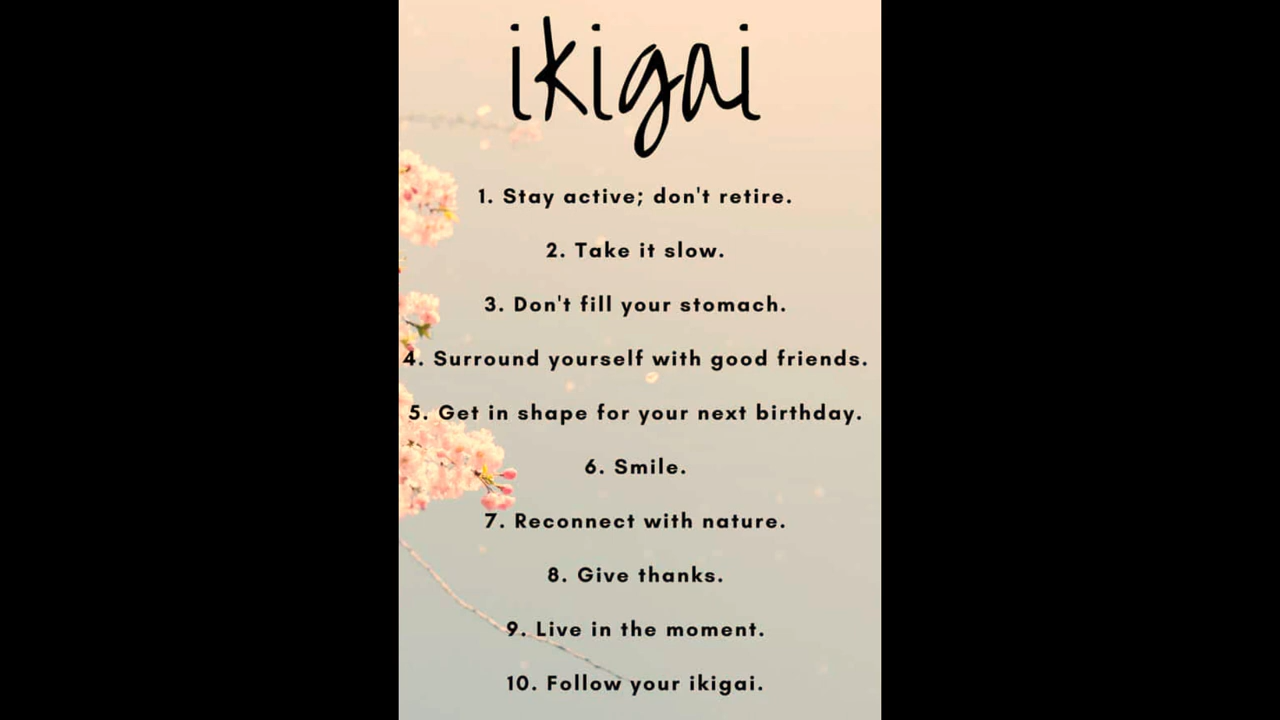 ikigai
1. Stay active; don't retire.
2. Take it slow.
3. Don't fill your stomach.
4. Surround yourself with good friends.
5. Get in shape for your next birthday.
6. Smile.
7. Reconnect with nature.
8. Give thanks.
9. Live in the moment.
10. Follow your ikigai.